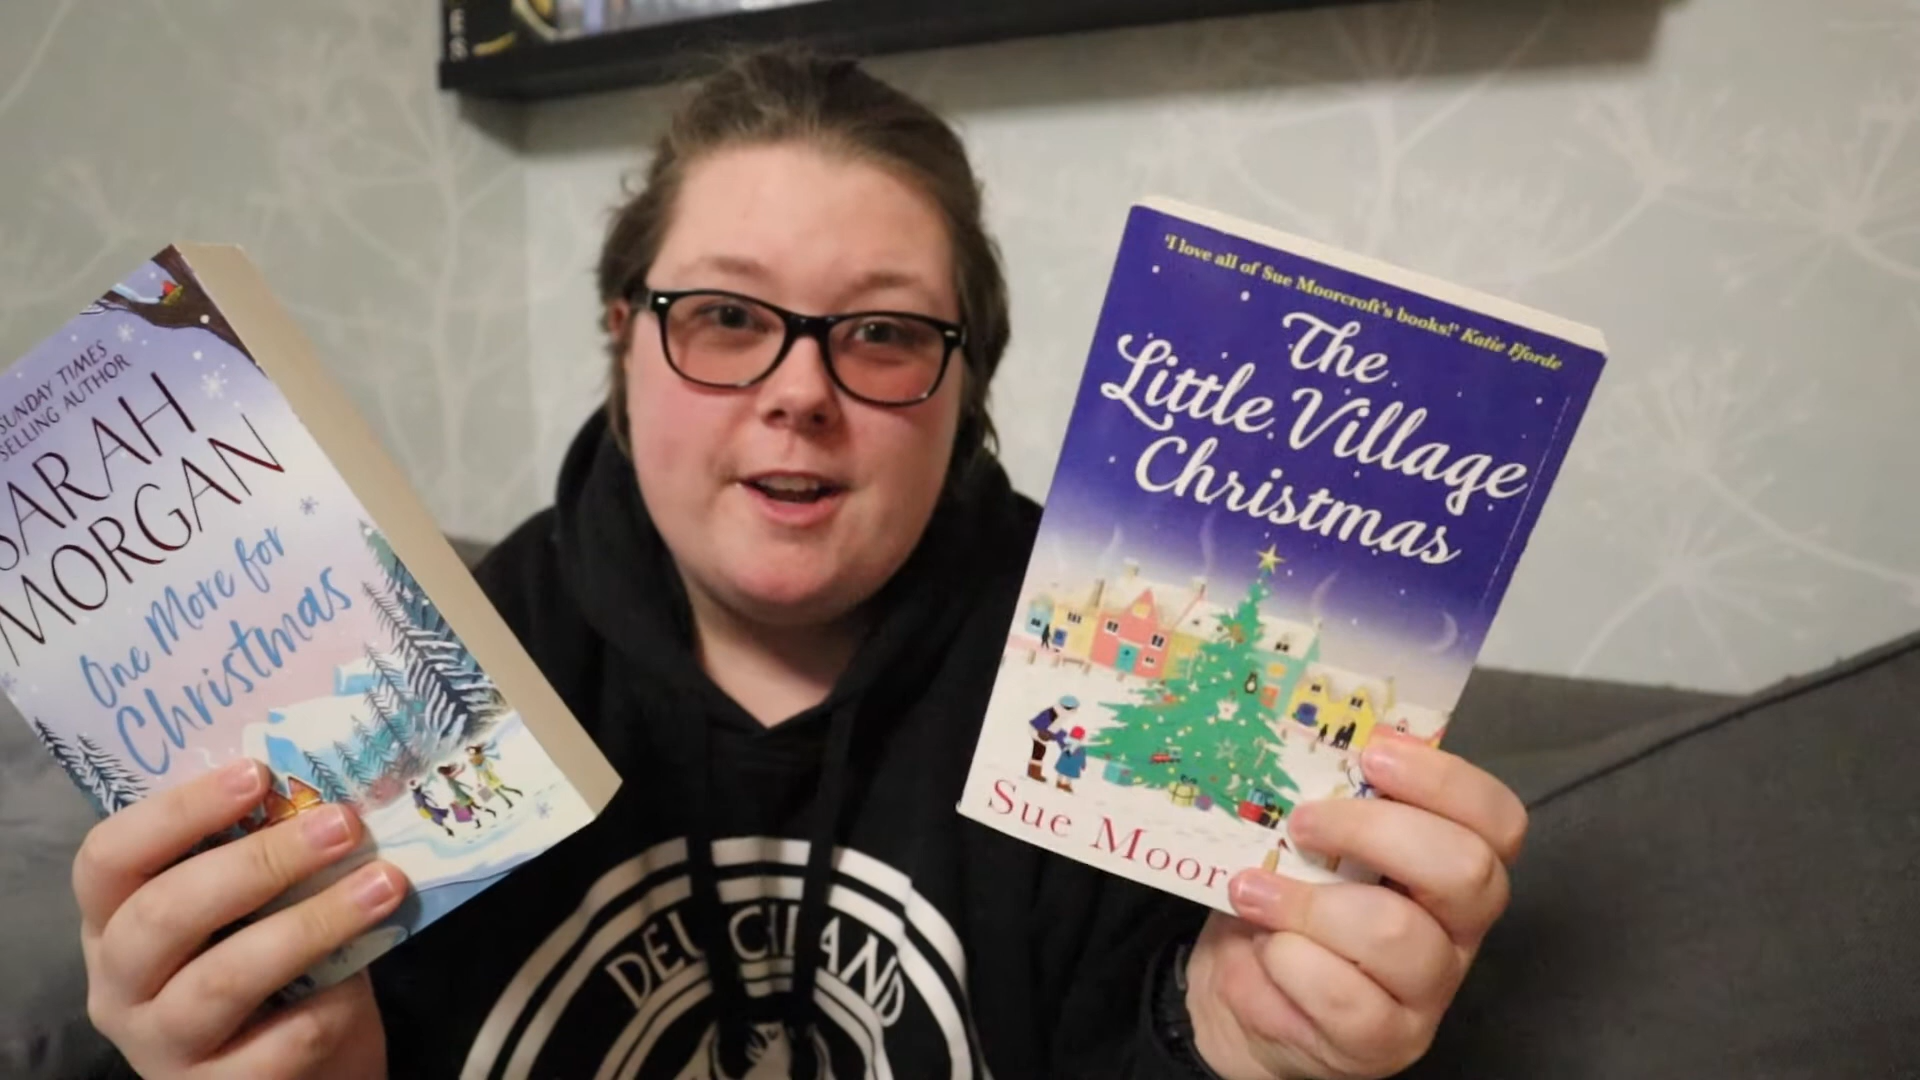 SUNDAY TIMES
SELLING AUTHOR
SARAH
MORGAN
One More for
Christmas
'I love all of Sue Moorcroft's books!' Katie Fforde
The
Little Village
Christmas
Sue Moor